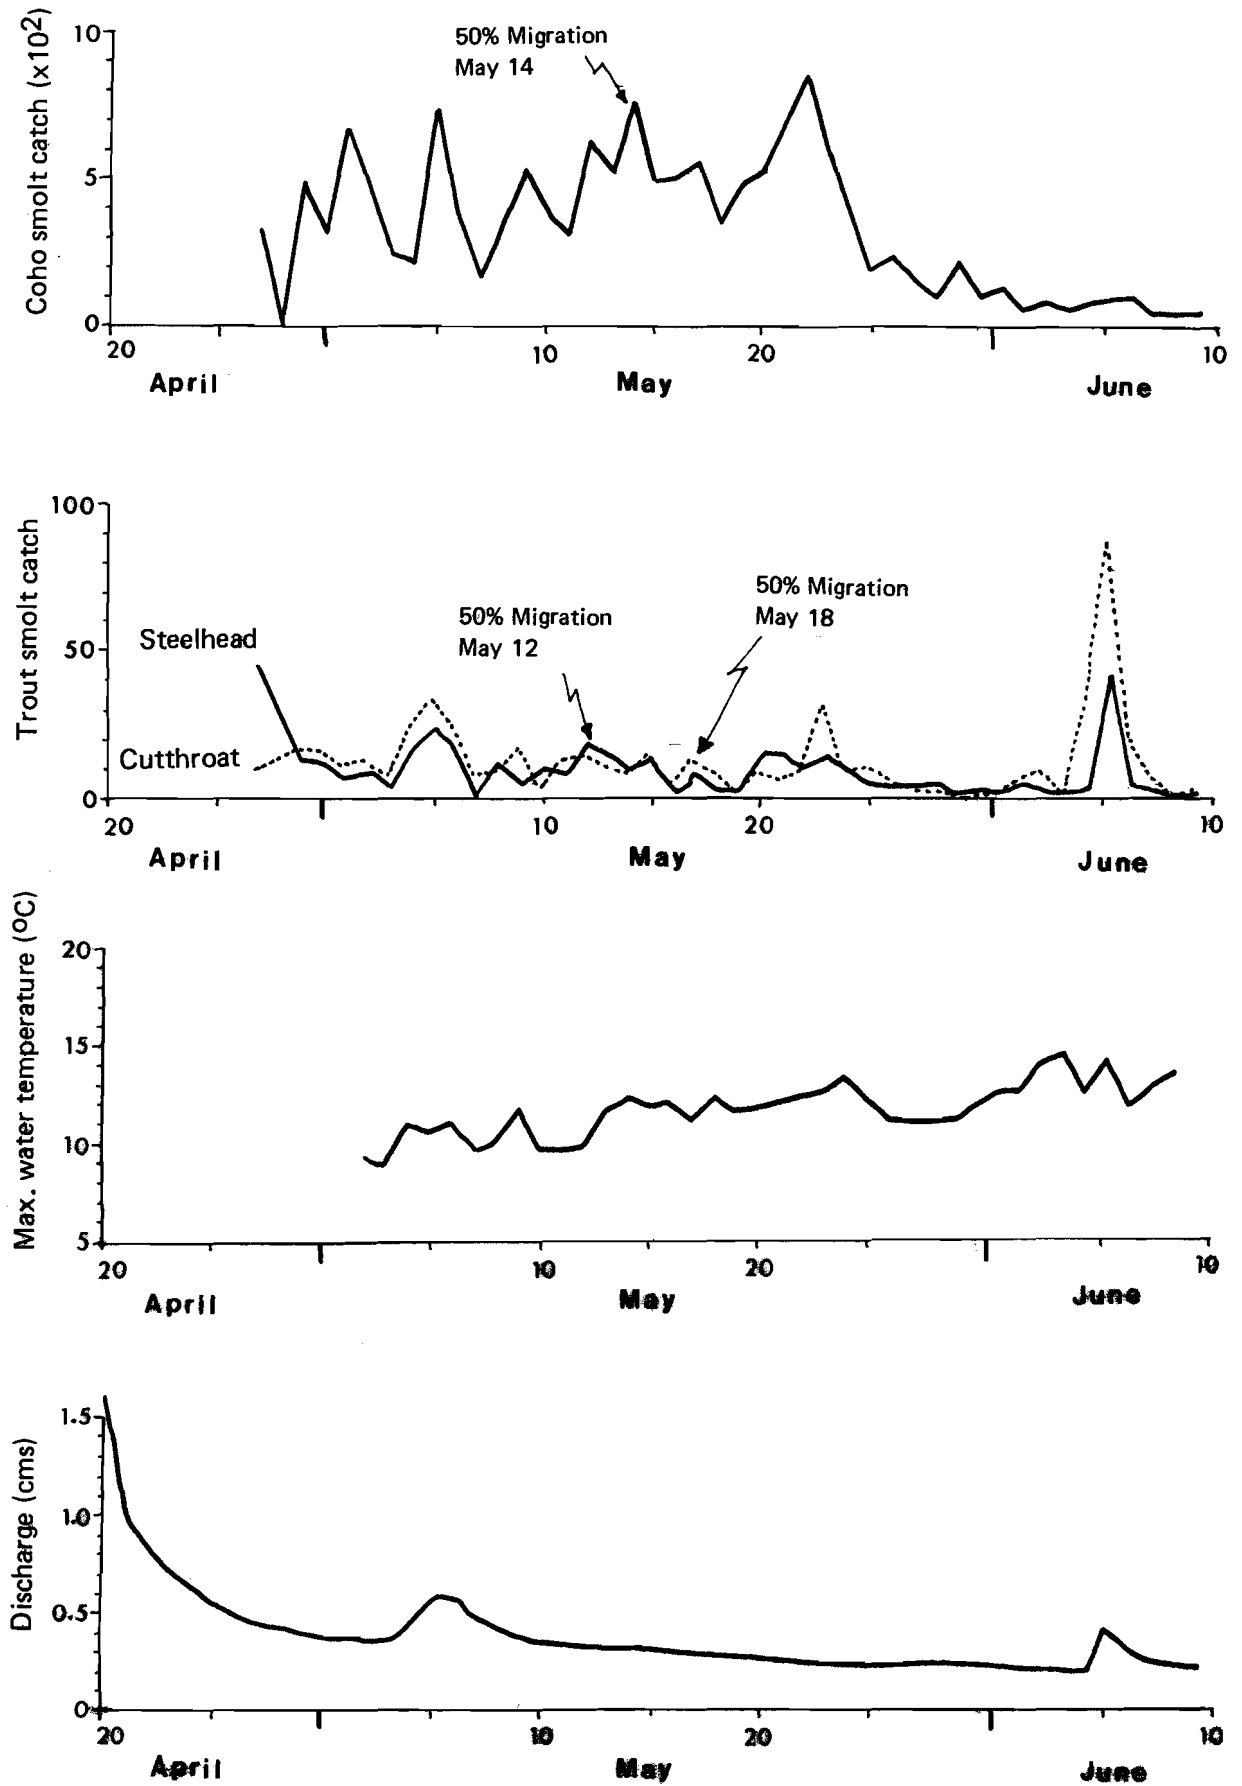 Coho smolt catch (x10²)
10
5
0
50% Migration
May 14
20 10 20 10
April May June
Trout smolt catch
100
50
0
Steelhead
Cutthroat
50% Migration
May 12
50% Migration
May 18
20 10 20 10
April May June
Max. water temperature (°C)
20
15
10
5
20 10 20 10
April May June
Discharge (cms)
1.5
1.0
0.5
0
20 10 20 10
April May June